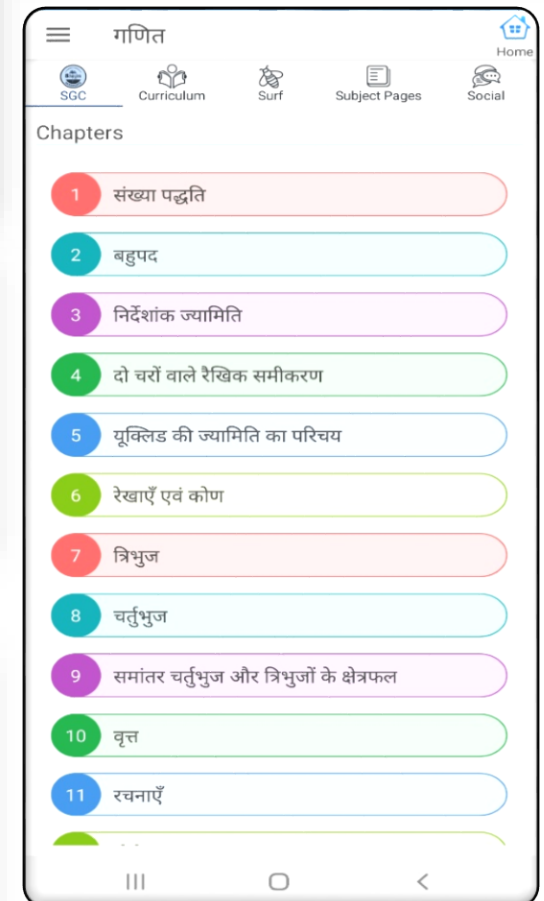 गणित
Home
SGC Curriculum Surf Subject Pages Social
Chapters
1 संख्या पद्धति
2 बहुपद
3 निर्देशांक ज्यामिति
4 दो चरों वाले रैखिक समीकरण
5 यूक्लिड की ज्यामिति का परिचय
6 रेखाएँ एवं कोण
7 त्रिभुज
8 चर्तुभुज
9 समांतर चर्तुभुज और त्रिभुजों के क्षेत्रफल
10 वृत्त
11 रचनाएँ